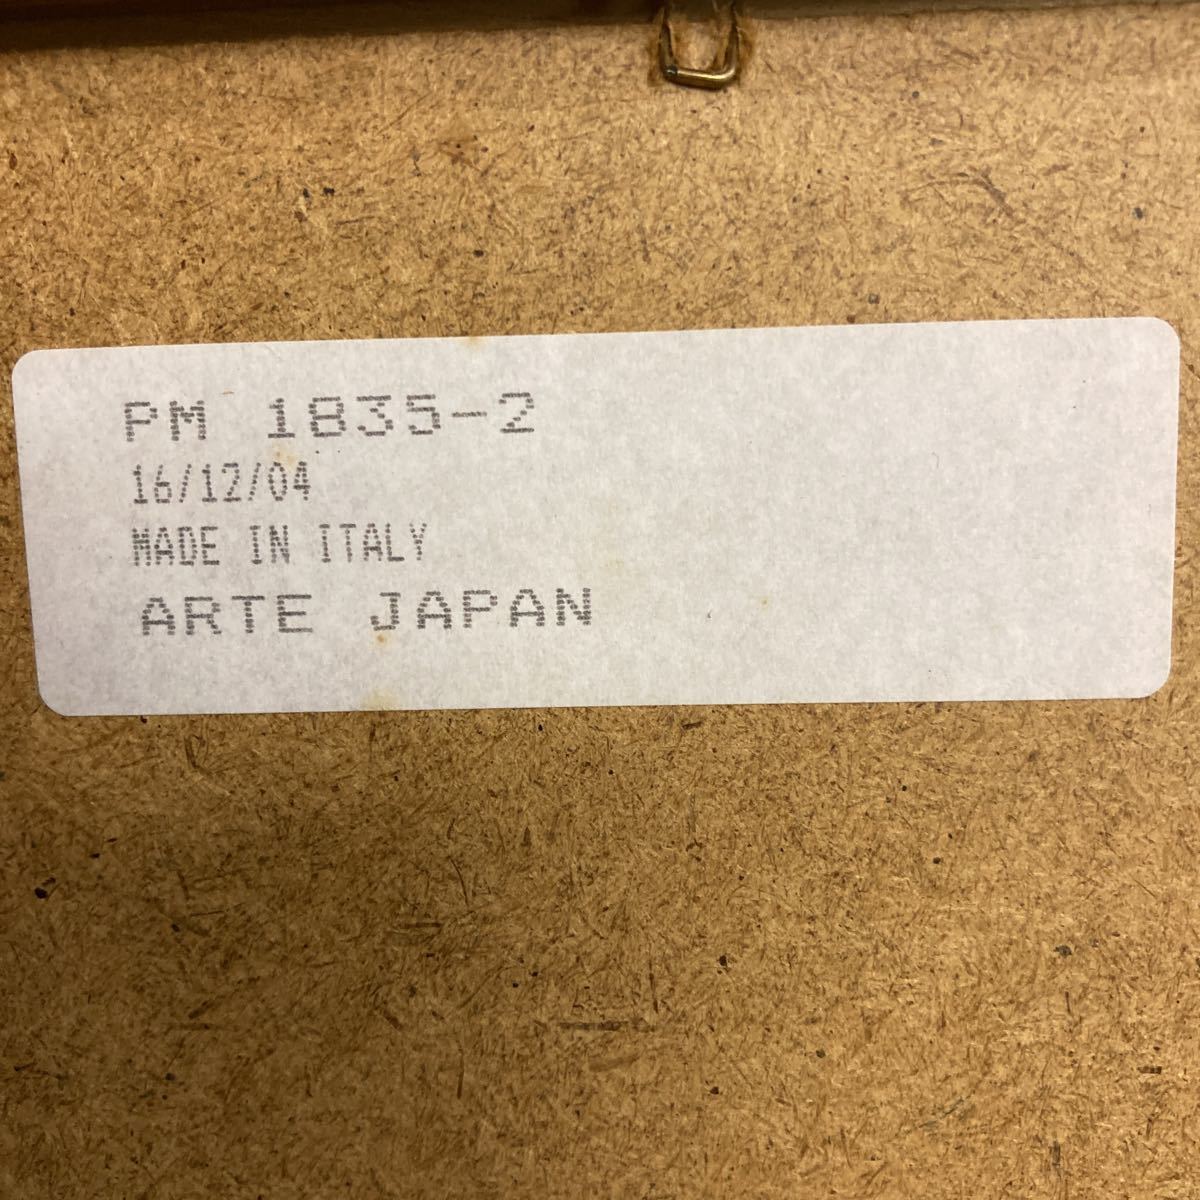 PM 1835-2
16/12/04
MADE IN ITALY
ARTE JAPAN